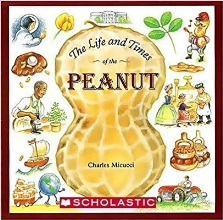 The Life and Times
of the
PEANUT
Charles Micucci
SCHOLASTIC